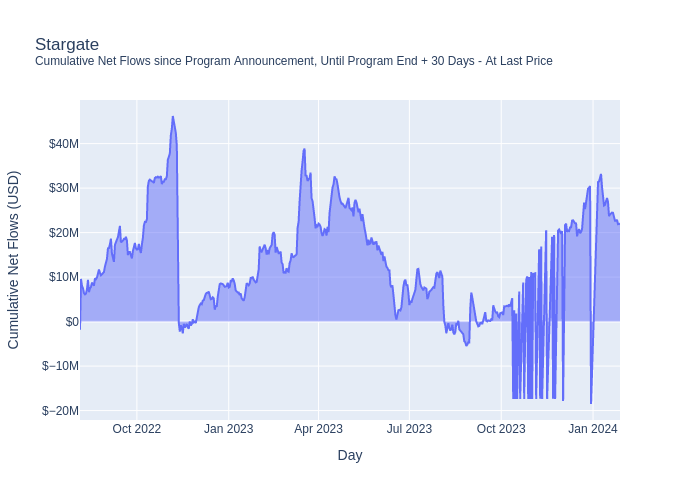 Stargate
Cumulative Net Flows since Program Announcement, Until Program End + 30 Days - At Last Price
Cumulative Net Flows (USD)
$40M
$30M
$20M
$10M
$0
$−10M
$−20M
Oct 2022
Jan 2023
Apr 2023
Jul 2023
Oct 2023
Jan 2024
Day